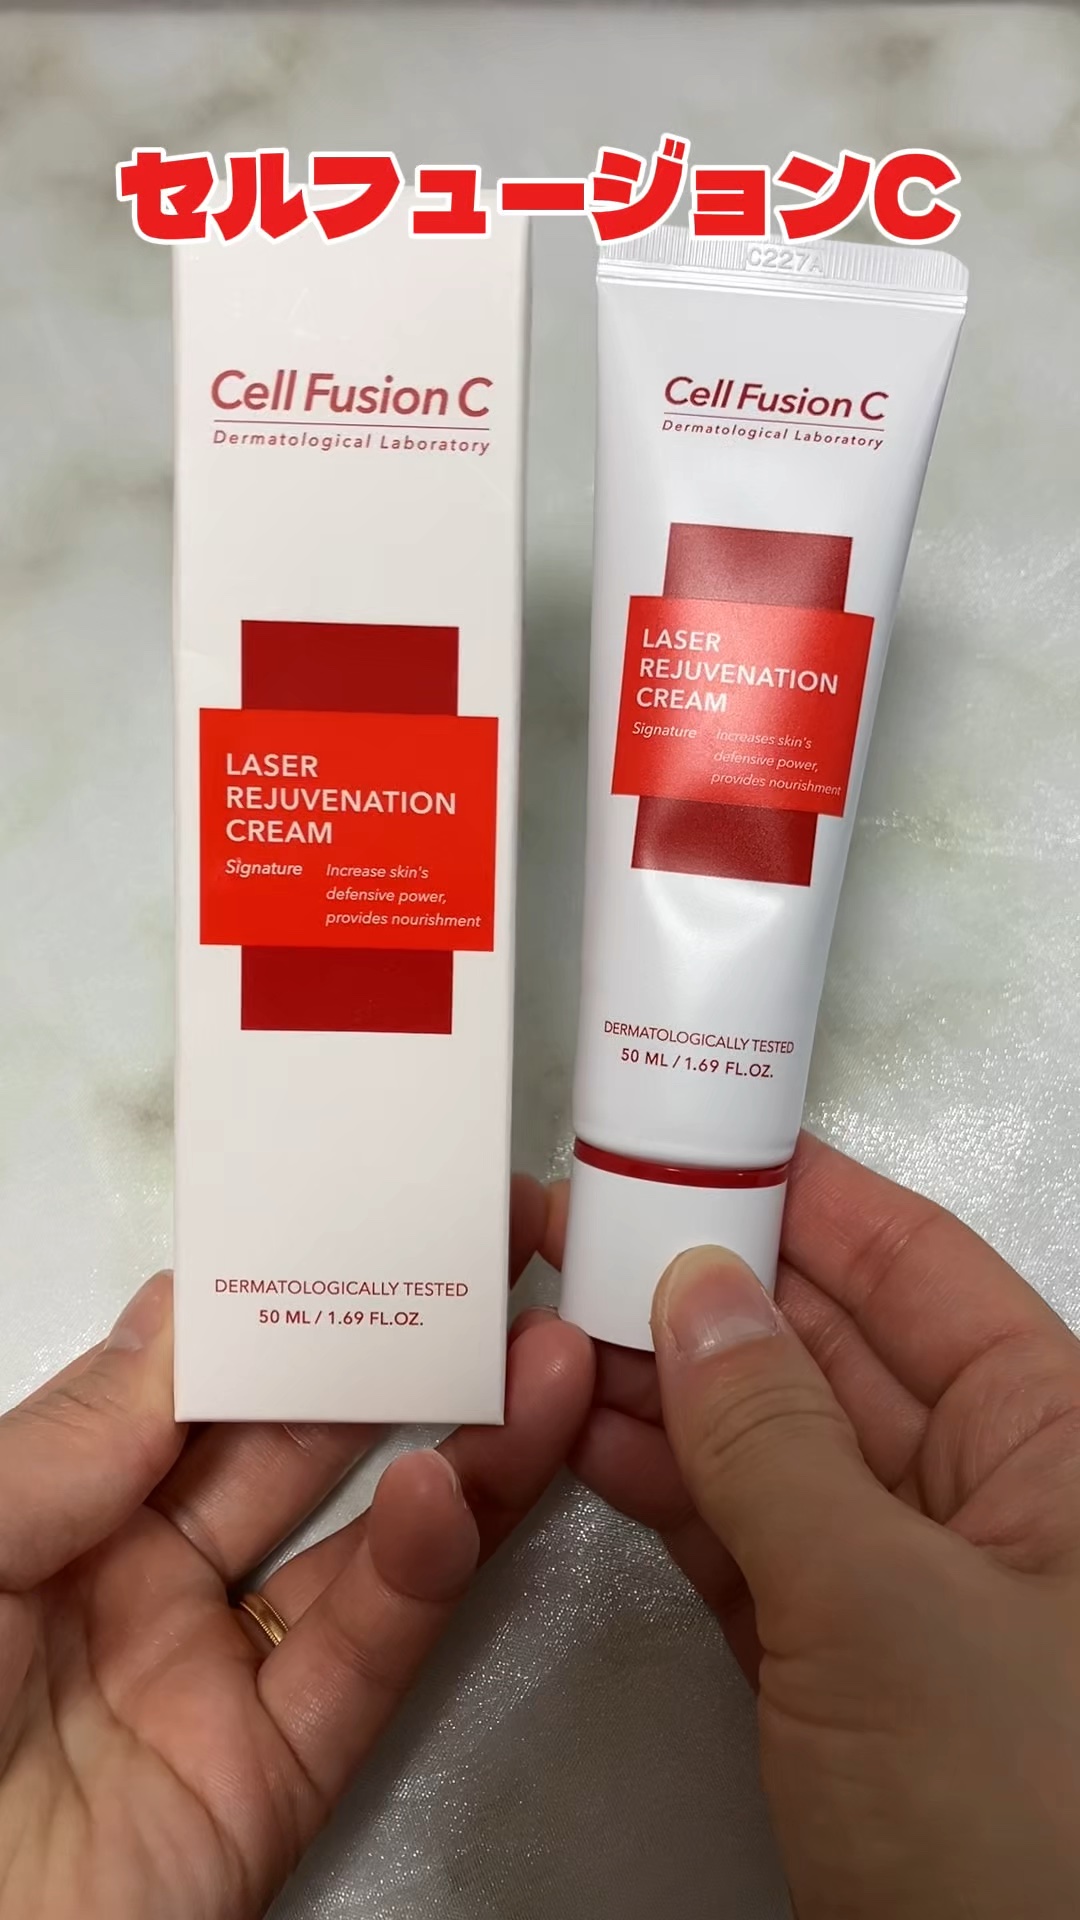 セルフュージョンC
Cell Fusion C
Dermatological Laboratory
LASER
REJUVENATION
CREAM
Signature Increase skin's
defensive power,
provides nourishment
DERMATOLOGICALLY TESTED
50 ML / 1.69 FL.OZ.
C227A
Cell Fusion C
Dermatological Laboratory
LASER
REJUVENATION
CREAM
Signature Increases skin's
defensive power,
provides nourishment
DERMATOLOGICALLY TESTED
50 ML / 1.69 FL.OZ.